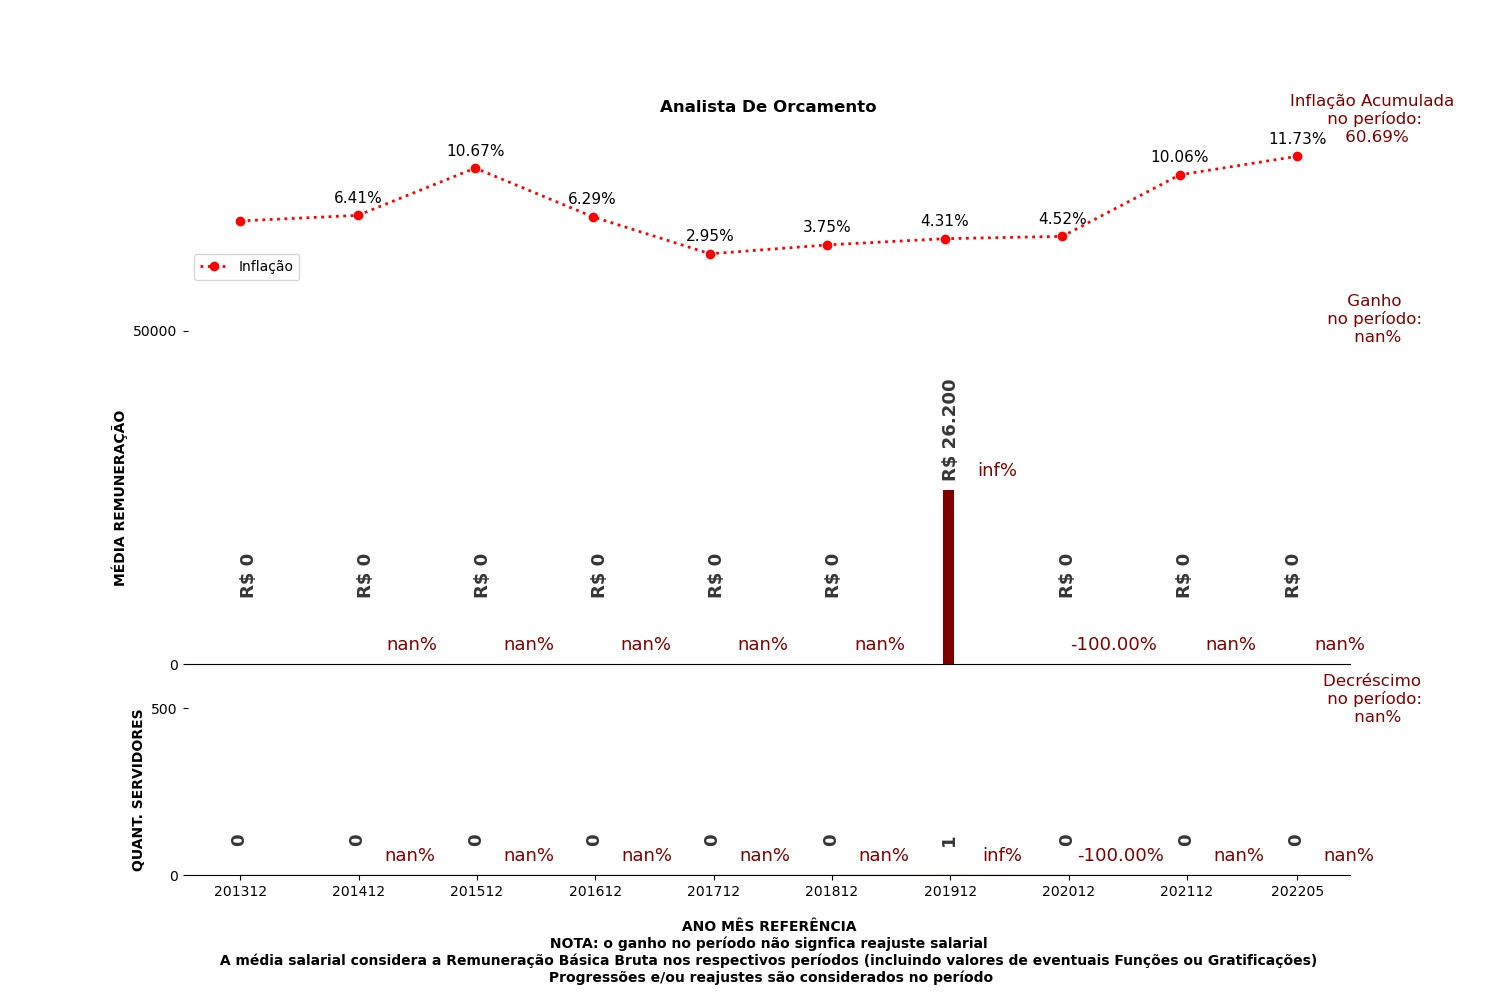 Analista De Orcamento
Inflação Acumulada
no período:
60.69%
6.41%
10.67%
6.29%
2.95%
3.75%
4.31%
4.52%
10.06%
11.73%
Inflação
Ganho
no período:
nan%
50000
0
MÉDIA REMUNERAÇÃO
R$ 0
R$ 0
R$ 0
R$ 0
R$ 0
R$ 0
R$ 26.200
R$ 0
R$ 0
R$ 0
nan%
nan%
nan%
nan%
nan%
inf%
-100.00%
nan%
nan%
Decréscimo
no período:
nan%
500
0
QUANT. SERVIDORES
0
0
0
0
0
0
1
0
0
0
nan%
nan%
nan%
nan%
nan%
inf%
-100.00%
nan%
nan%
201312
201412
201512
201612
201712
201812
201912
202012
202112
202205
ANO MÊS REFERÊNCIA
NOTA: o ganho no período não signfica reajuste salarial
A média salarial considera a Remuneração Básica Bruta nos respectivos períodos (incluindo valores de eventuais Funções ou Gratificações)
Progressões e/ou reajustes são considerados no período